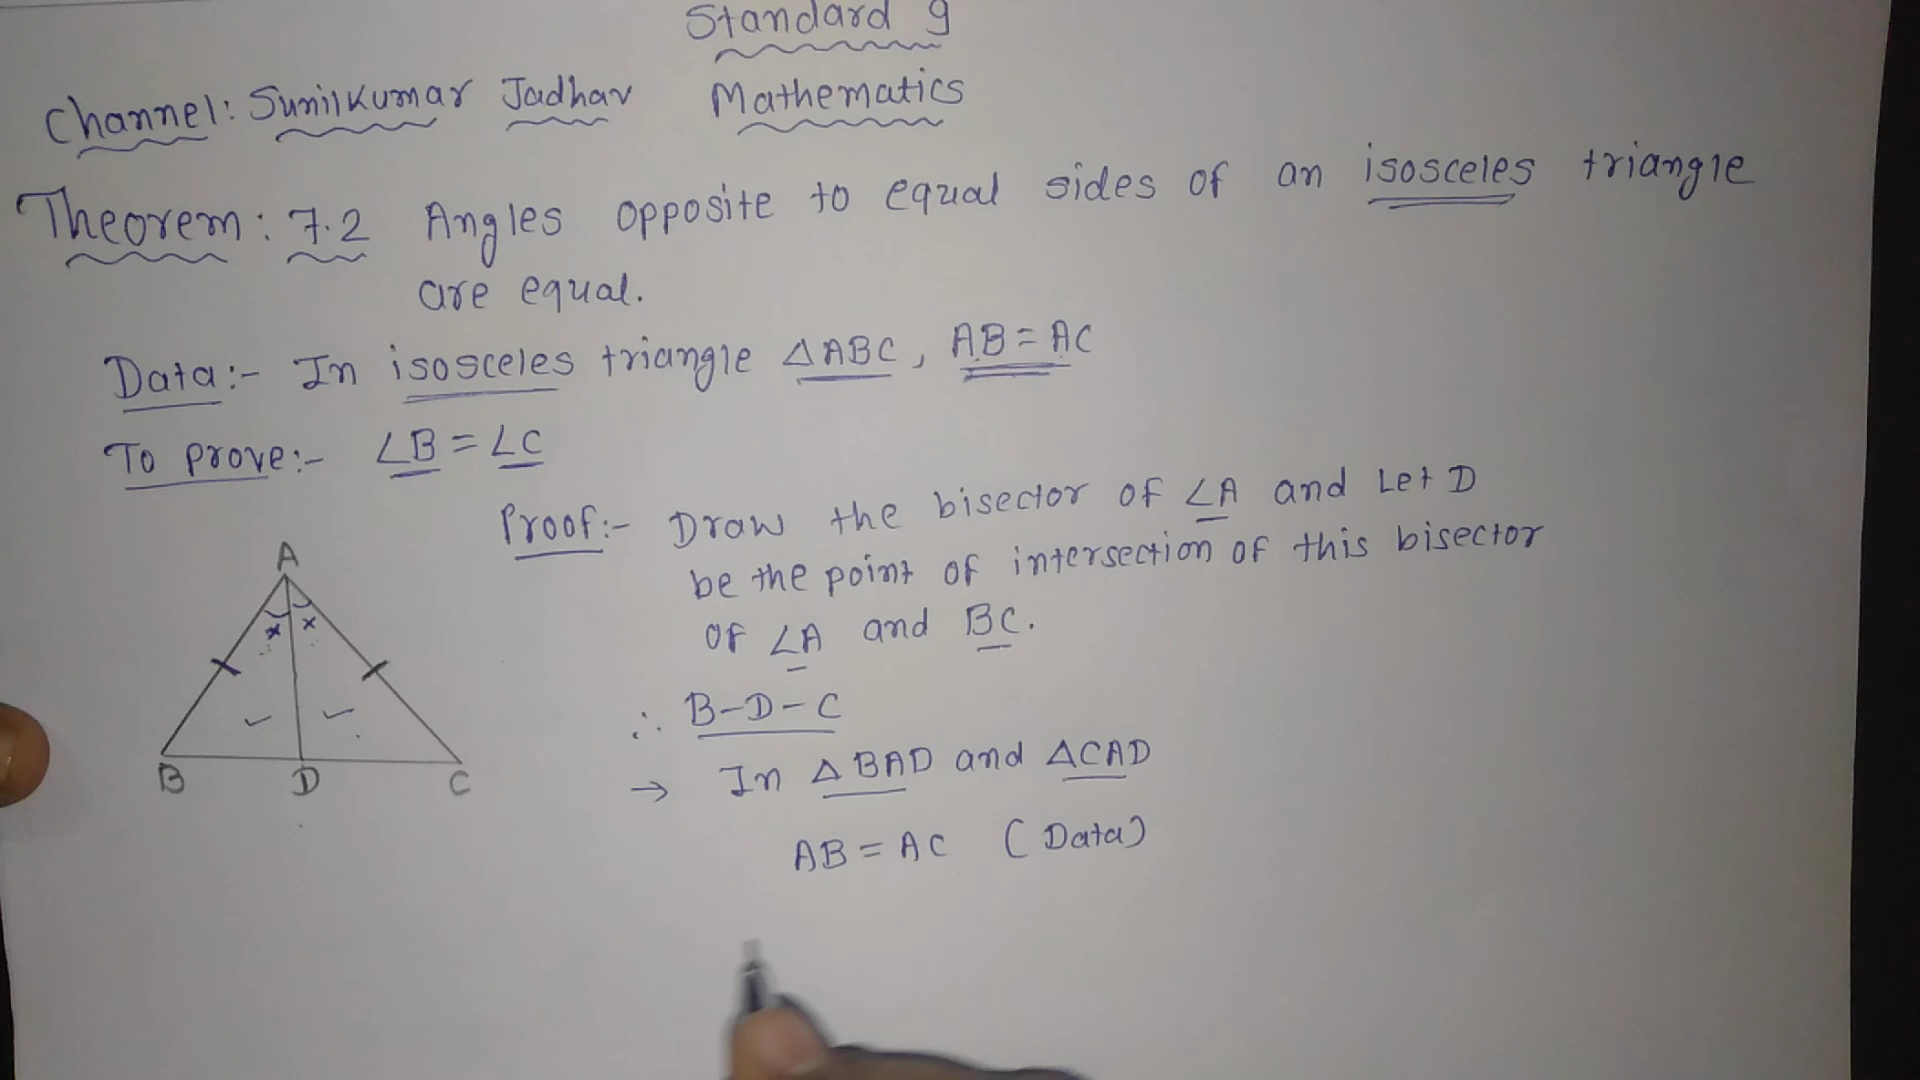 Standard 9
Channel: Sunilkumar Jadhav Mathematics
Theorem: 7.2 Angles opposite to equal sides of an isosceles triangle
are equal.
Data:- In isosceles triangle △ABC, AB = AC
To prove:- ∠B = ∠C
Proof:- Draw the bisector of ∠A and Let D
be the point of intersection of this bisector
of ∠A and BC.
∴ B-D-C
→ In △BAD and △CAD
AB = AC (Data)
A
x x
B D C